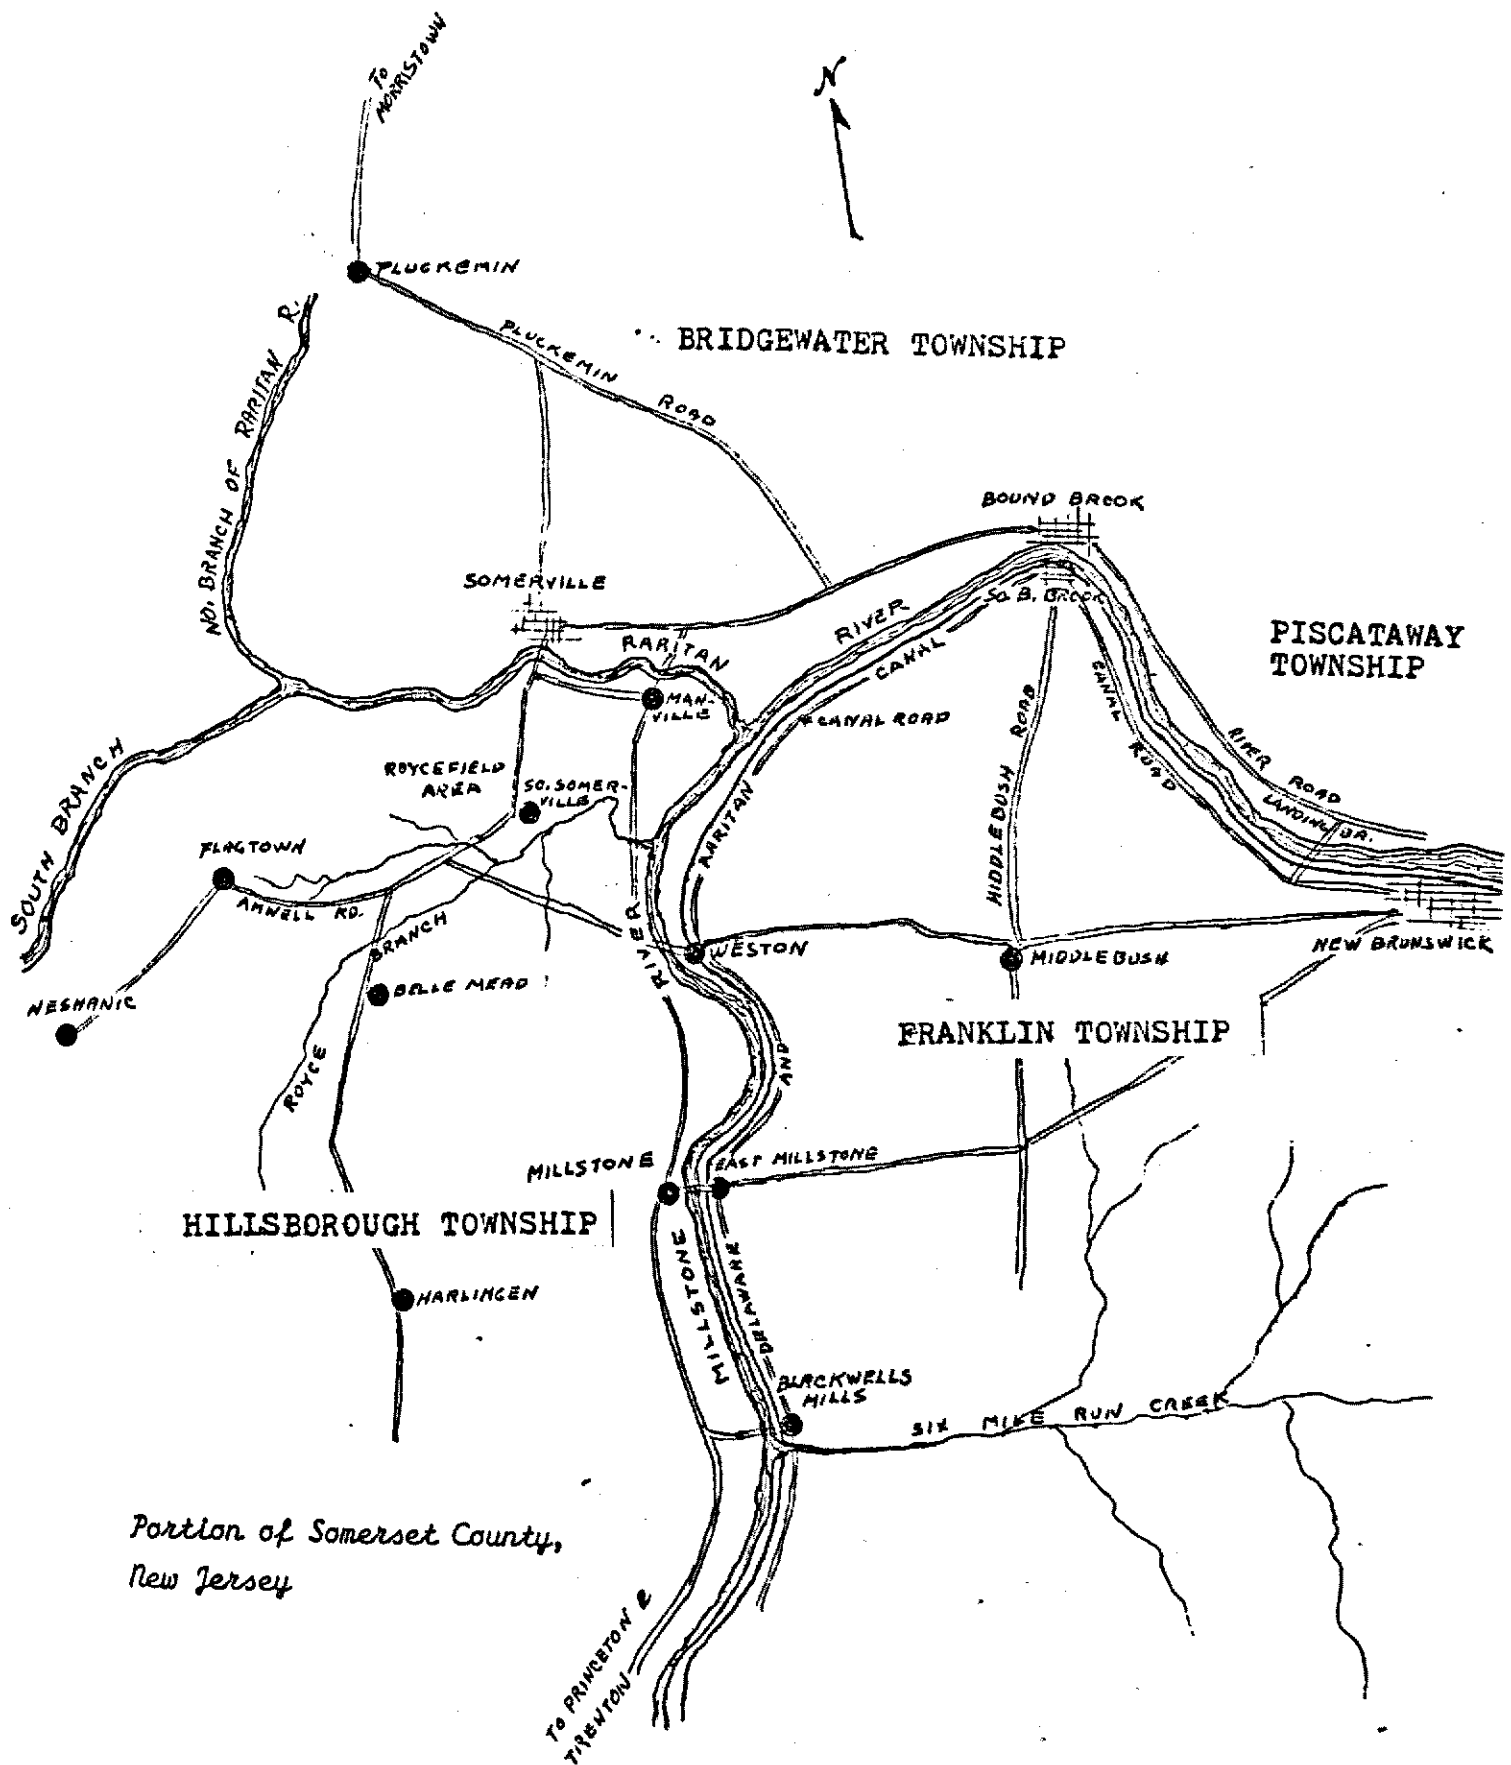 TO
MORRISTOWN
N
PLUCKEMIN
NO. BRANCH OF RARITAN R.
PLUCKEMIN ROAD
BRIDGEWATER TOWNSHIP
BOUND BROOK
SOMERVILLE
SO. B. BROOK
RARITAN RIVER
CANAL
PISCATAWAY
TOWNSHIP
MAN-
VILLE
CANAL ROAD
CANAL ROAD
MIDDLEBUSH ROAD
RIVER ROAD
LANDING BR.
SOUTH BRANCH
ROYCEFIELD
AREA
SO. SOMER-
VILLE
RARITAN
FLAGTOWN
AMWELL RD.
ROYCE BRANCH
RIVER
WESTON
MIDDLEBUSH
NEW BRUNSWICK
BELLE MEAD
NESHANIC
FRANKLIN TOWNSHIP
AND
MILLSTONE
EAST MILLSTONE
HILLSBOROUGH TOWNSHIP
MILLSTONE
DELAWARE
HARLINGEN
BLACKWELLS
MILLS
SIX MILE RUN CREEK
Portion of Somerset County,
New Jersey
TO PRINCETON &
TRENTON